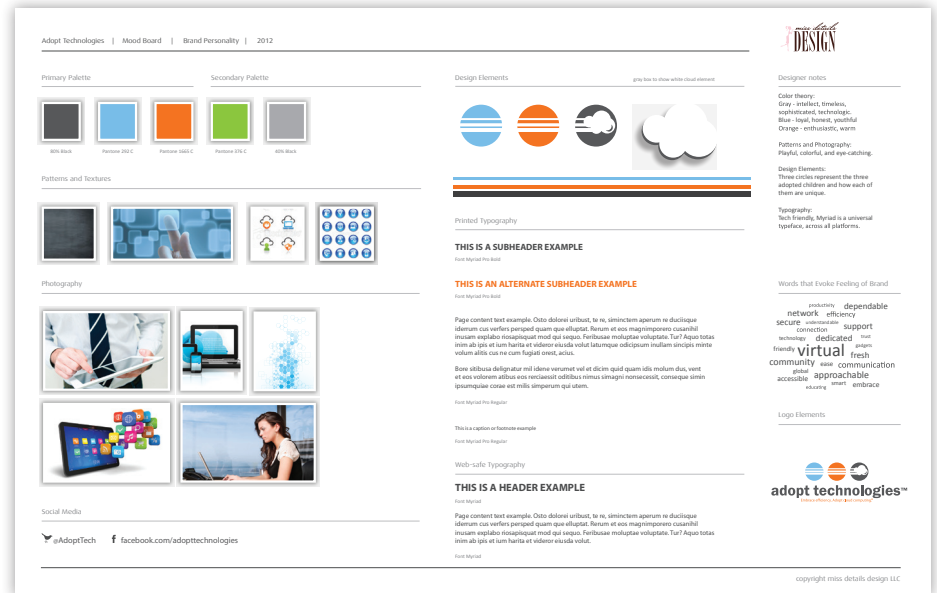 Adopt Technologies | Mood Board | Brand Personality | 2012
miss details
DESIGN
Primary Palette
Secondary Palette
80% Black
Pantone 292-C
Pantone 1665-C
Pantone 376-C
40% Black
Patterns and Textures
Photography
Social Media
@AdoptTech
facebook.com/adopttechnologies
Design Elements
gray box to show white cloud element
Printed Typography
THIS IS A SUBHEADER EXAMPLE
Font Myriad Pro Bold
THIS IS AN ALTERNATE SUBHEADER EXAMPLE
Font Myriad Pro Bold
Page content text example. Osto dolorei uribust, te re, siminctem aperum re duciisque
iderrum cus verfers persped quam que elluptat. Rerum et eos magnimporero cusanihil
inusam explabo riosapisquat mod qui sequo. Feribusae moluptae voluptate. Tur? Aquo totas
inim ab ipis et ium harita et videror eiusda volut latumque odicipsum inullam sincipis minte
volum alitis cus ne cum fugiati orest, acius.
Bore sitibusa delignatur mil idene verumet vel et dicim quid quam idis molum dus, vent
et eos volorem atibus eos rerciaessit oditibus nimus simagni nonsecessit, conseque simin
ipsumquiae corae est milis simperum qui utem.
Font Myriad Pro Regular
This is a caption or footnote example
Font Myriad Pro Regular
Web-safe Typography
THIS IS A HEADER EXAMPLE
Font Myriad
Page content text example. Osto dolorei uribust, te re, siminctem aperum re duciisque
iderrum cus verfers persped quam que elluptat. Rerum et eos magnimporero cusanihil
inusam explabo riosapisquat mod qui sequo. Feribusae moluptae voluptate. Tur? Aquo totas
inim ab ipis et ium harita et videror eiusda volut.
Font Myriad
Designer notes
Color theory:
Gray - intellect, timeless,
sophisticated, technologic.
Blue - loyal, honest, youthful
Orange - enthusiastic, warm
Patterns and Photography:
Playful, colorful, and eye-catching.
Design Elements:
Three circles represent the three
adopted children and how each of
them are unique.
Typography:
Tech friendly, Myriad is a universal
typeface, across all platforms.
Words that Evoke Feeling of Brand
productivity dependable
network efficiency
secure understandable
connection support
technology dedicated trust
friendly virtual gadgets
fresh
community ease communication
global
accessible approachable
educating smart embrace
Logo Elements
adopt technologies™
copyright miss details design LLC